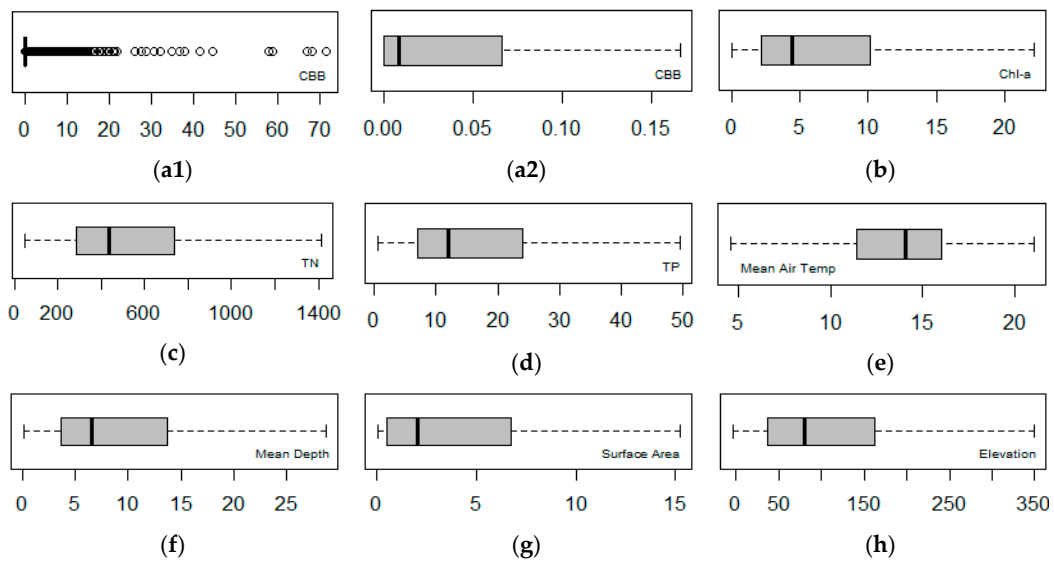 CBB
0 10 20 30 40 50 60 70
(a1)
CBB
0.00 0.05 0.10 0.15
(a2)
Chl-a
0 5 10 15 20
(b)
TN
0 200 600 1000 1400
(c)
TP
0 10 20 30 40 50
(d)
Mean Air Temp
5 10 15 20
(e)
Mean Depth
0 5 10 15 20 25
(f)
Surface Area
0 5 10 15
(g)
Elevation
0 50 150 250 350
(h)